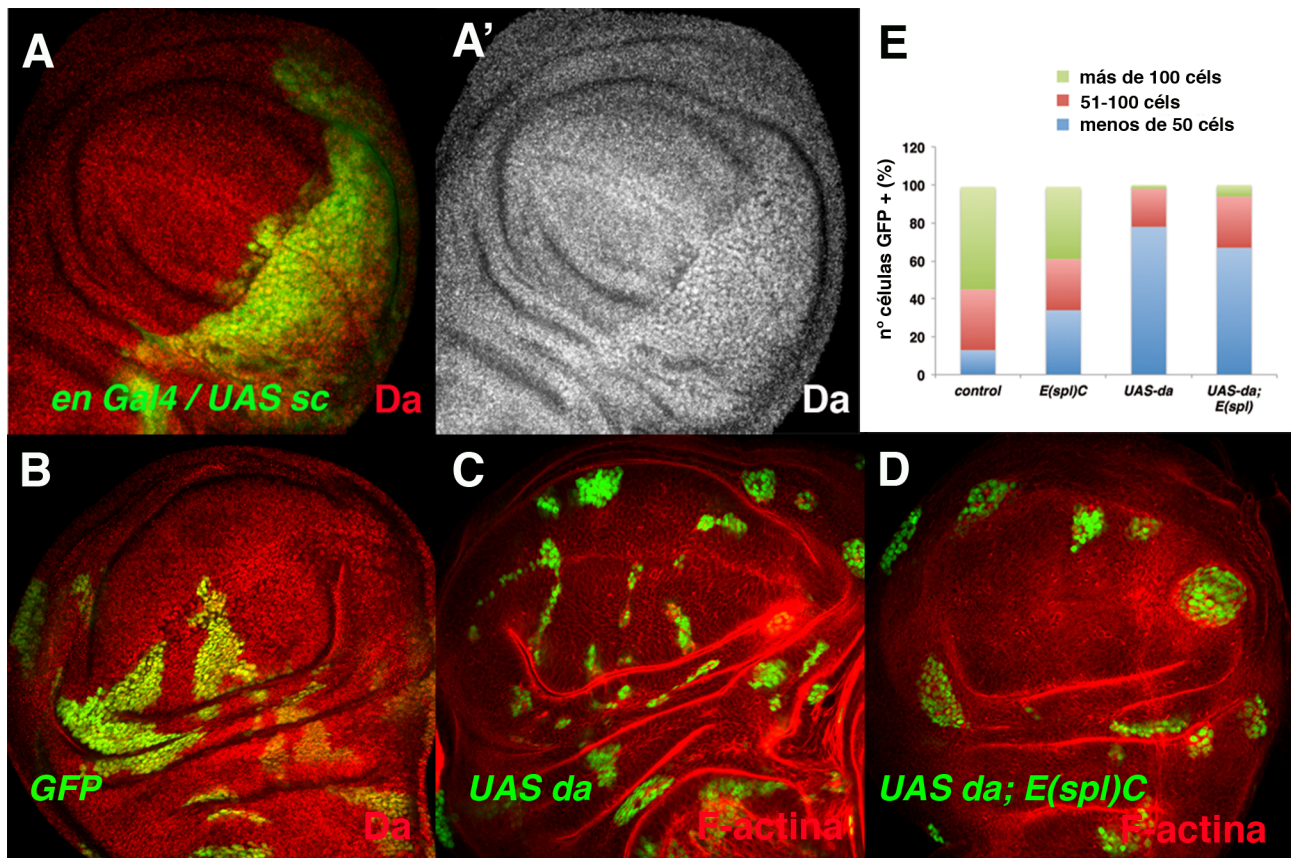 A
en Gal4 / UAS sc
Da
A’
Da
E
más de 100 céls
51-100 céls
menos de 50 céls
nº células GFP + (%)
120
100
80
60
40
20
0
control
E(spl)C
UAS-da
UAS-da;
E(spl)
B
GFP
Da
C
UAS da
F-actina
D
UAS da; E(spl)C
F-actina